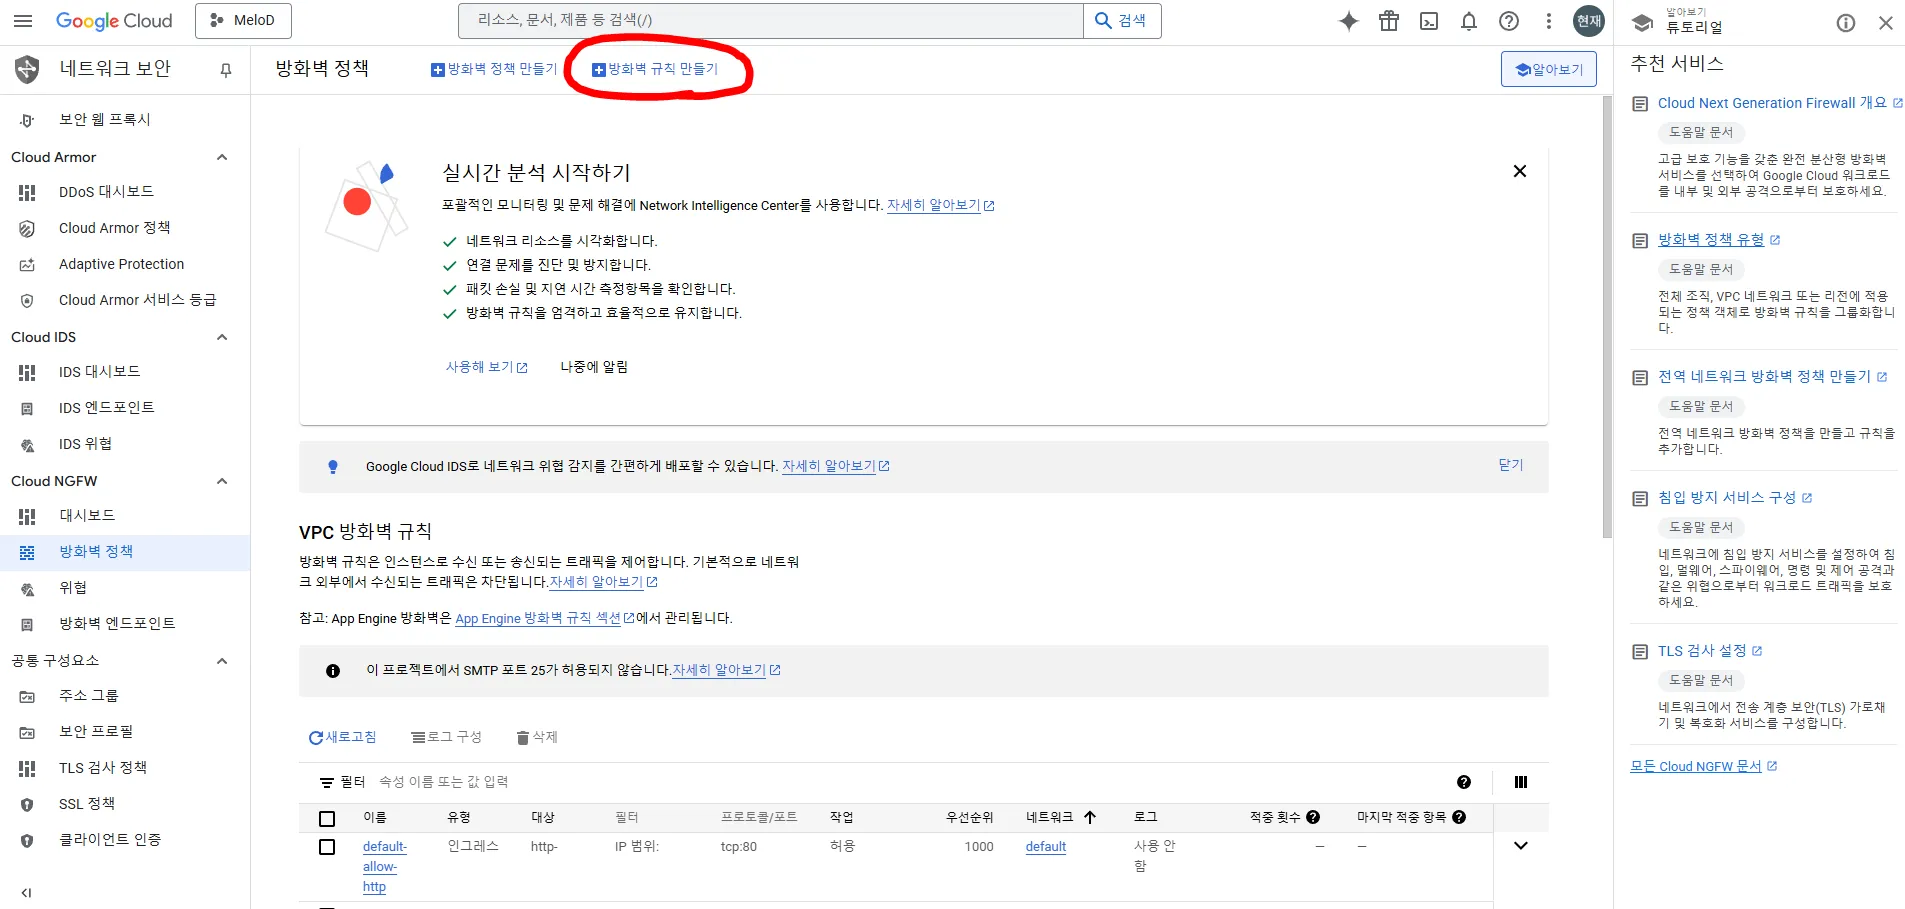 Google Cloud
MeloD
리소스, 문서, 제품 등 검색(/)
검색
현재
알아보기
튜토리얼
네트워크 보안
방화벽 정책
방화벽 정책 만들기
방화벽 규칙 만들기
알아보기
보안 웹 프록시
Cloud Armor
DDoS 대시보드
Cloud Armor 정책
Adaptive Protection
Cloud Armor 서비스 등급
Cloud IDS
IDS 대시보드
IDS 엔드포인트
IDS 위협
Cloud NGFW
대시보드
방화벽 정책
위협
방화벽 엔드포인트
공통 구성요소
주소 그룹
보안 프로필
TLS 검사 정책
SSL 정책
클라이언트 인증
실시간 분석 시작하기
포괄적인 모니터링 및 문제 해결에 Network Intelligence Center를 사용합니다. 자세히 알아보기
네트워크 리소스를 시각화합니다.
연결 문제를 진단 및 방지합니다.
패킷 손실 및 지연 시간 측정항목을 확인합니다.
방화벽 규칙을 엄격하고 효율적으로 유지합니다.
사용해 보기
나중에 알림
Google Cloud IDS로 네트워크 위협 감지를 간편하게 배포할 수 있습니다. 자세히 알아보기
닫기
VPC 방화벽 규칙
방화벽 규칙은 인스턴스로 수신 또는 송신되는 트래픽을 제어합니다. 기본적으로 네트워
크 외부에서 수신되는 트래픽은 차단됩니다.자세히 알아보기
참고: App Engine 방화벽은 App Engine 방화벽 규칙 섹션에서 관리됩니다.
이 프로젝트에서 SMTP 포트 25가 허용되지 않습니다.자세히 알아보기
새로고침
로그 구성
삭제
필터
속성 이름 또는 값 입력
이름 유형 대상 필터 프로토콜/포트 작업 우선순위 네트워크 로그 적중 횟수 마지막 적중 항목
default- 인그레스 http- IP 범위: tcp:80 허용 1000 default 사용 안 – –
allow- 함
http
추천 서비스
Cloud Next Generation Firewall 개요
도움말 문서
고급 보호 기능을 갖춘 완전 분산형 방화벽
서비스를 선택하여 Google Cloud 워크로드
를 내부 및 외부 공격으로부터 보호하세요.
방화벽 정책 유형
도움말 문서
전체 조직, VPC 네트워크 또는 리전에 적용
되는 정책 객체로 방화벽 규칙을 그룹화합니
다.
전역 네트워크 방화벽 정책 만들기
도움말 문서
전역 네트워크 방화벽 정책을 만들고 규칙을
추가합니다.
침입 방지 서비스 구성
도움말 문서
네트워크에 침입 방지 서비스를 설정하여 침
입, 멀웨어, 스파이웨어, 명령 및 제어 공격과
같은 위협으로부터 워크로드 트래픽을 보호
하세요.
TLS 검사 설정
도움말 문서
네트워크에서 전송 계층 보안(TLS) 가로채
기 및 복호화 서비스를 구성합니다.
모든 Cloud NGFW 문서